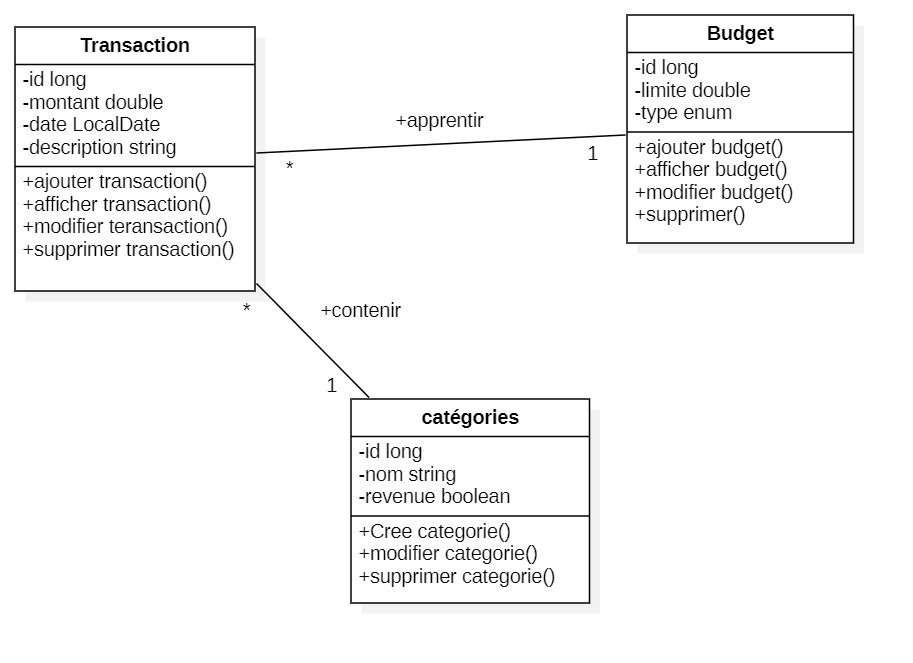 Transaction
-id long
-montant double
-date LocalDate
-description string
+ajouter transaction()
+afficher transaction()
+modifier teransaction()
+supprimer transaction()
Budget
-id long
-limite double
-type enum
+ajouter budget()
+afficher budget()
+modifier budget()
+supprimer()
+apprentir
*
1
*
+contenir
1
catégories
-id long
-nom string
-revenue boolean
+Cree categorie()
+modifier categorie()
+supprimer categorie()